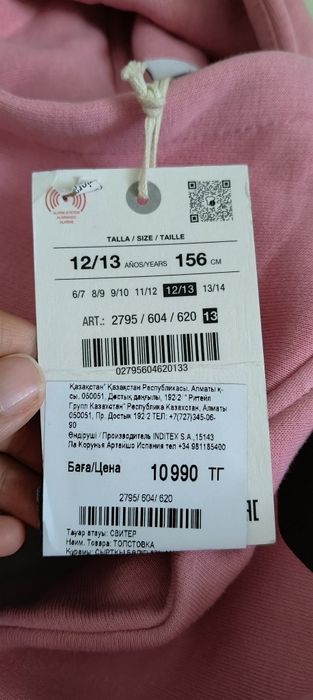 TALLA / SIZE / TAILLE
12/13 AÑOS/YEARS 156 CM
6/7 8/9 9/10 11/12 12/13 13/14
ART.: 2795 / 604 / 620 13
02795604620133
Қазақстан" Қазақстан Республикасы, Алматы қ-
сы, 050051, Достық даңғылы, 192-2 " Ритейл
Групп Казахстан" Республика Казахстан, Алматы
050051, Пр. Достык 192 2 ТЕЛ: +7(727)345-06-
90
Өндіруші / Производитель INDITEX S.A.,15143
Ла Корунья Артеишо Испания тел +34 981185400
Баға/Цена 10990 ТГ
2795/ 604/ 620
Тауар атауы: СВИТЕР
Наим. Товара: ТОЛСТОВКА